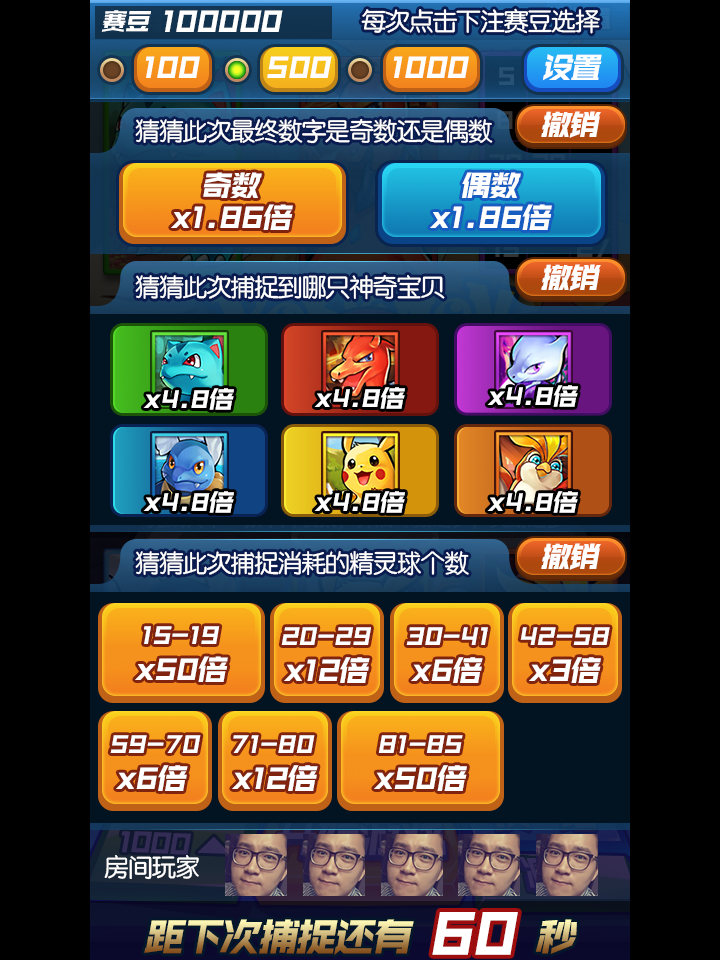 赛豆 100000 每次点击下注赛豆选择
100 500 1000 设置
猜猜此次最终数字是奇数还是偶数 撤销
奇数 偶数
x1.86倍 x1.86倍
猜猜此次捕捉到哪只神奇宝贝 撤销
x4.8倍 x4.8倍 x4.8倍
x4.8倍 x4.8倍 x4.8倍
猜猜此次捕捉消耗的精灵球个数 撤销
15-19 20-29 30-41 42-58
x50倍 x12倍 x6倍 x3倍
59-70 71-80 81-85
x6倍 x12倍 x50倍
1000
房间玩家
距下次捕捉还有 60 秒